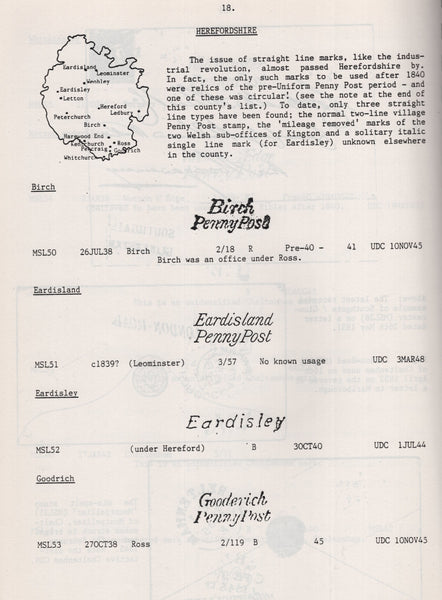 18.
HEREFORDSHIRE
The issue of straight line marks, like the indus-
trial revolution, almost passed Herefordshire by.
In fact, the only such marks to be used after 1840
were relics of the pre-Uniform Penny Post period - and
one of these was circular! (see the note at the end of
this county's list.) To date, only three straight
line types have been found; the normal two-line village
Penny Post stamp, the 'mileage removed' marks of the
two Welsh sub-offices of Kington and a solitary italic
single line mark (for Eardisley) unknown elsewhere
in the county.
Eardisland
Leominster
Weobley
Eardisley
Letton
Hereford
Ledbury
Peterchurch
Birch
Harewood End
Kentchurch
Ross
Pencraig
Goodrich
Whitchurch
Birch
Birch
PennyPost
MSL50 26JUL38 Birch 2/18 R Pre-40 - 41 UDC 10NOV45
Birch was an office under Ross.
Eardisland
Eardisland
PennyPost
MSL51 c1839? (Leominster) 3/57 No known usage UDC 3MAR48
Eardisley
Eardisley
MSL52 (under Hereford) B 30OCT40 UDC 1JUL44
Goodrich
Gooderich
PennyPost
MSL53 27OCT38 Ross 2/119 B 45 UDC 10NOV45